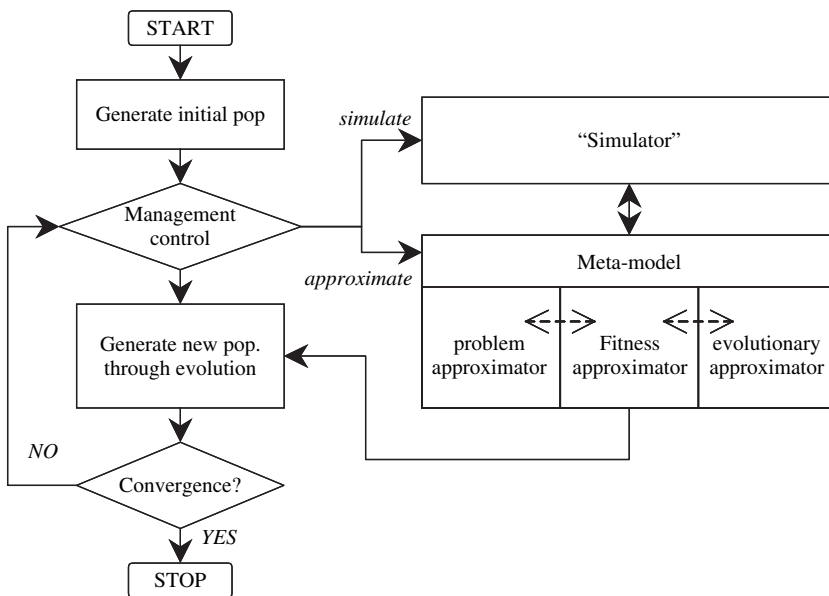 START
Generate initial pop
simulate
“Simulator”
Management
control
approximate
Meta-model
Generate new pop.
through evolution
problem
approximator
Fitness
approximator
evolutionary
approximator
NO
Convergence?
YES
STOP